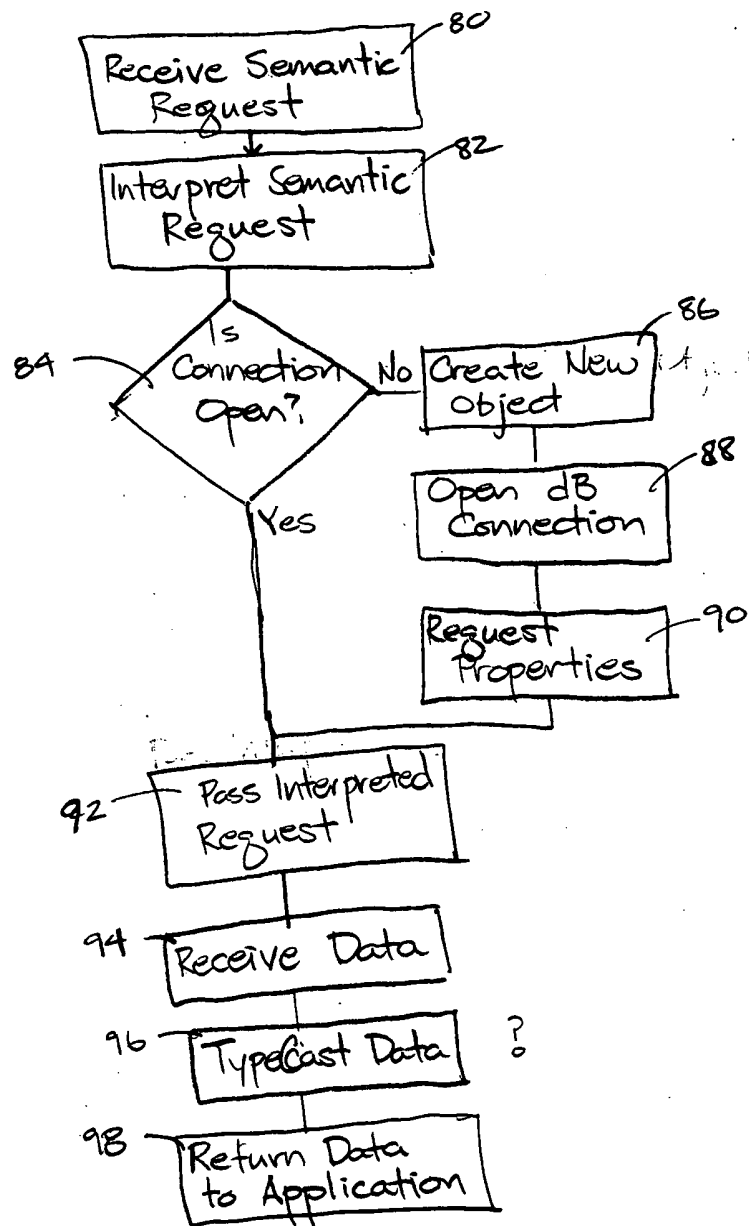 80
Receive Semantic
Request
82
Interpret Semantic
Request
84
Is
Connection
Open?
No
86
Create New
Object
88
Open dB
Connection
Yes
90
Request
Properties
92
Pass Interpreted
Request
94
Receive Data
96
TypeCast Data
?
98
Return Data
to Application